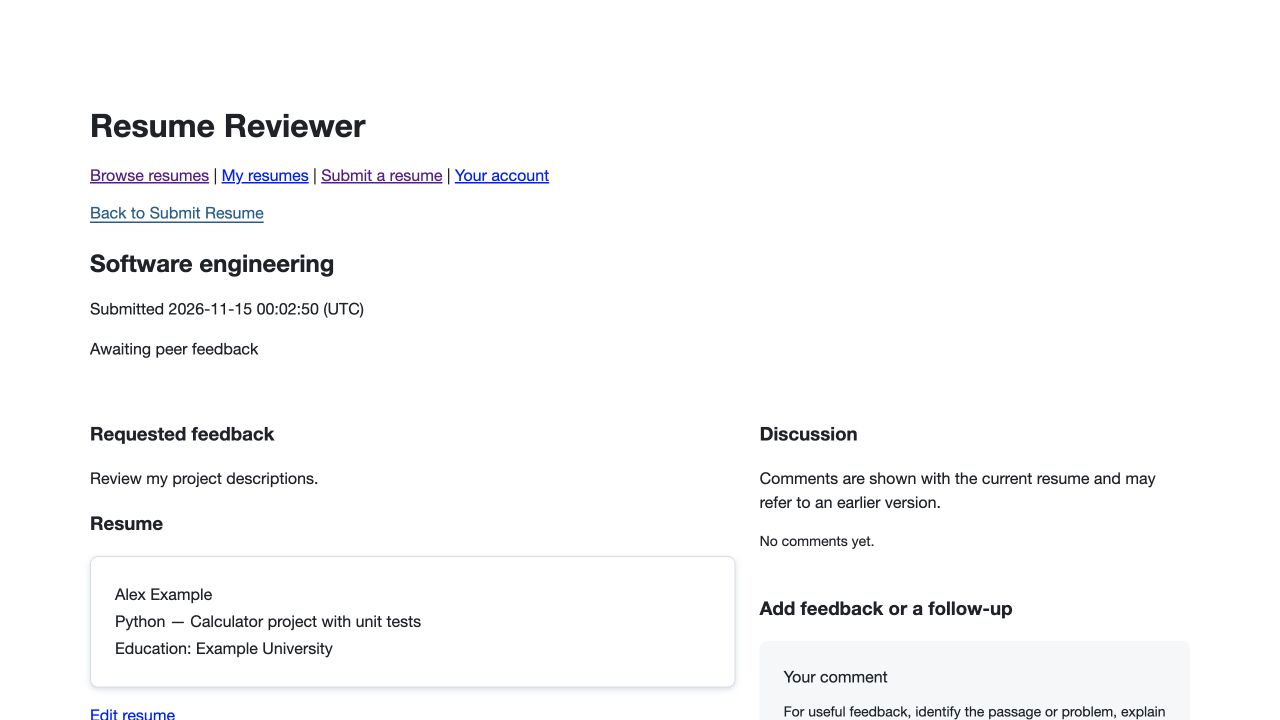 Resume Reviewer
Browse resumes | My resumes | Submit a resume | Your account
Back to Submit Resume
Software engineering
Submitted 2026-11-15 00:02:50 (UTC)
Awaiting peer feedback
Requested feedback
Review my project descriptions.
Resume
Alex Example
Python — Calculator project with unit tests
Education: Example University
Edit resume
Discussion
Comments are shown with the current resume and may
refer to an earlier version.
No comments yet.
Add feedback or a follow-up
Your comment
For useful feedback, identify the passage or problem, explain